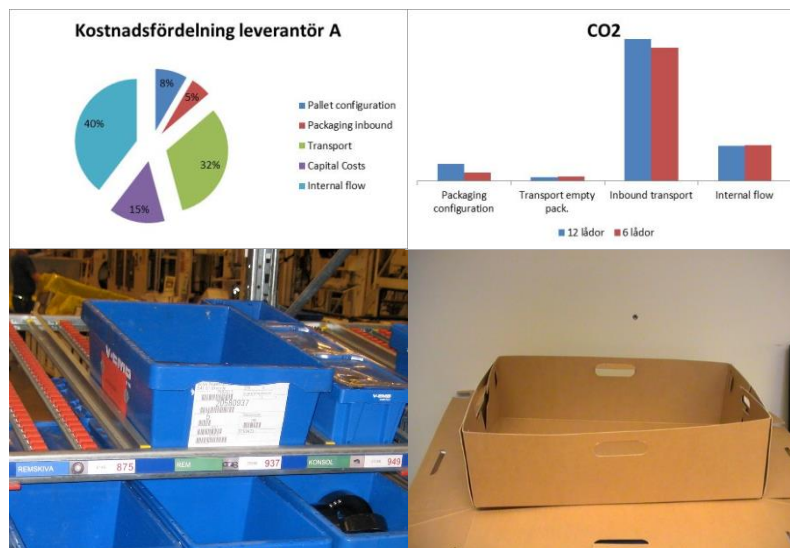 Kostnadsfördelning leverantör A
8%
5%
40%
32%
15%
Pallet configuration
Packaging inbound
Transport
Capital Costs
Internal flow
CO2
Packaging configuration
Transport empty pack.
Inbound transport
Internal flow
12 lådor
6 lådor
V-EMB
REMSKIVA
875
REM
937
KONSOL
949